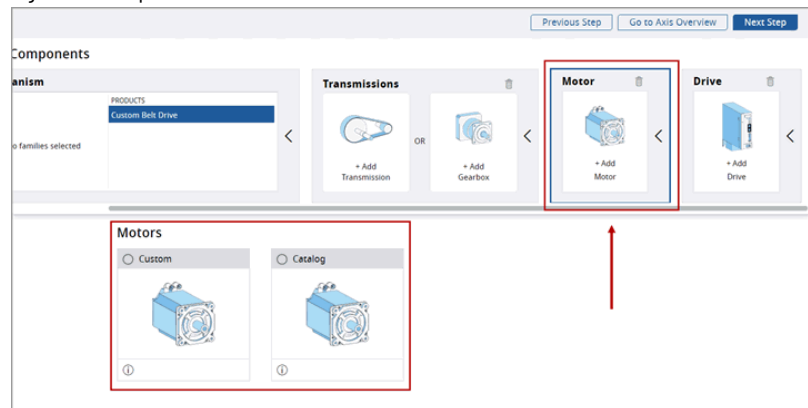 Previous Step
Go to Axis Overview
Next Step
Components
anism
PRODUCTS
Custom Belt Drive
o families selected
Transmissions
OR
+ Add
Transmission
+ Add
Gearbox
Motor
+ Add
Motor
Drive
+ Add
Drive
Motors
Custom
Catalog